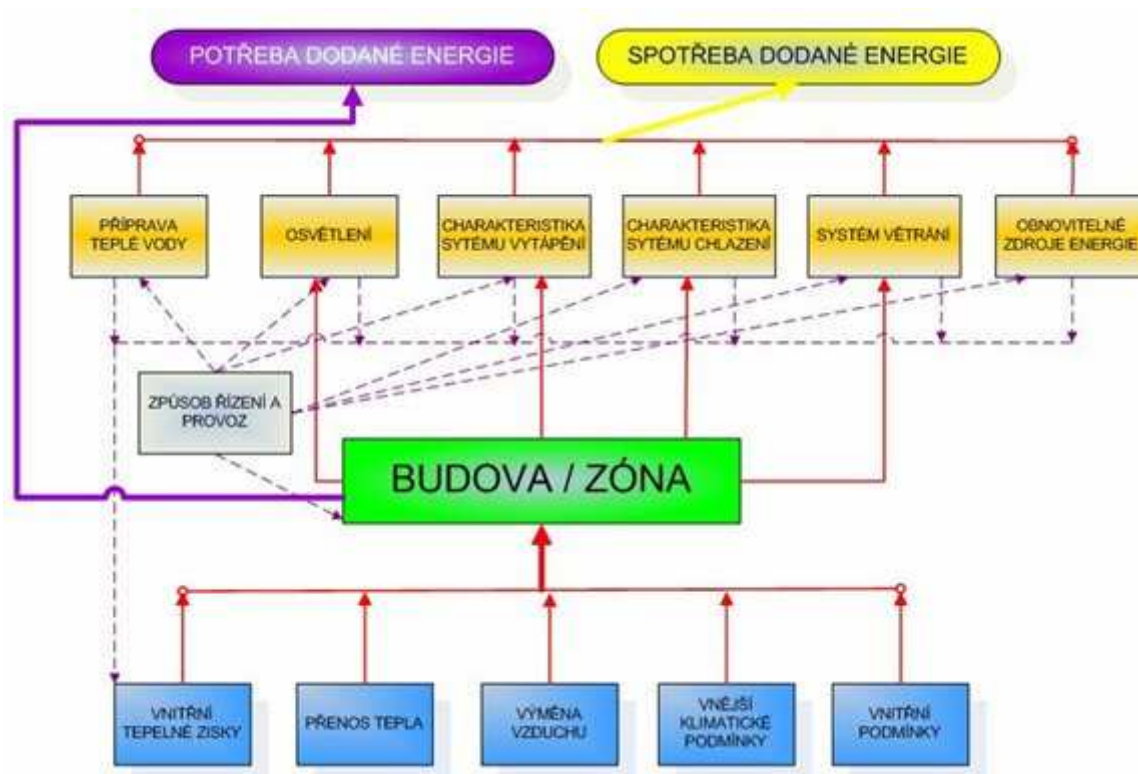 POTŘEBA DODANÉ ENERGIE
SPOTŘEBA DODANÉ ENERGIE
PŘÍPRAVA
TEPLÉ VODY
OSVĚTLENÍ
CHARAKTERISTIKA
SYTÉMU VYTÁPĚNÍ
CHARAKTERISTIKA
SYTÉMU CHLAZENÍ
SYSTÉM VĚTRÁNÍ
OBNOVITELNÉ
ZDROJE ENERGIE
ZPŮSOB ŘÍZENÍ A
PROVOZ
BUDOVA / ZÓNA
VNITŘNÍ
TEPELNÉ ZISKY
PŘENOS TEPLA
VÝMĚNA
VZDUCHU
VNĚJŠÍ
KLIMATICKÉ
PODMÍNKY
VNITŘNÍ
PODMÍNKY